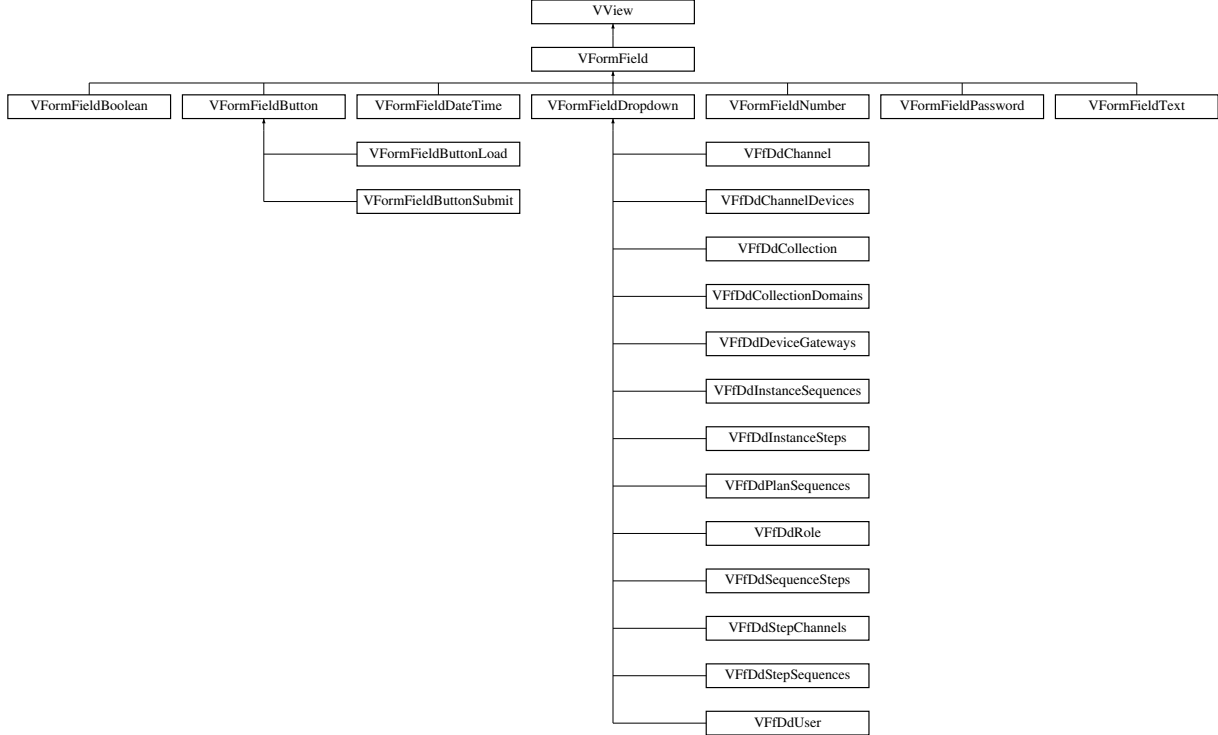 VView
VFormField
VFormFieldBoolean
VFormFieldButton
VFormFieldDateTime
VFormFieldDropdown
VFormFieldNumber
VFormFieldPassword
VFormFieldText
VFormFieldButtonLoad
VFormFieldButtonSubmit
VFfDdChannel
VFfDdChannelDevices
VFfDdCollection
VFfDdCollectionDomains
VFfDdDeviceGateways
VFfDdInstanceSequences
VFfDdInstanceSteps
VFfDdPlanSequences
VFfDdRole
VFfDdSequenceSteps
VFfDdStepChannels
VFfDdStepSequences
VFfDdUser